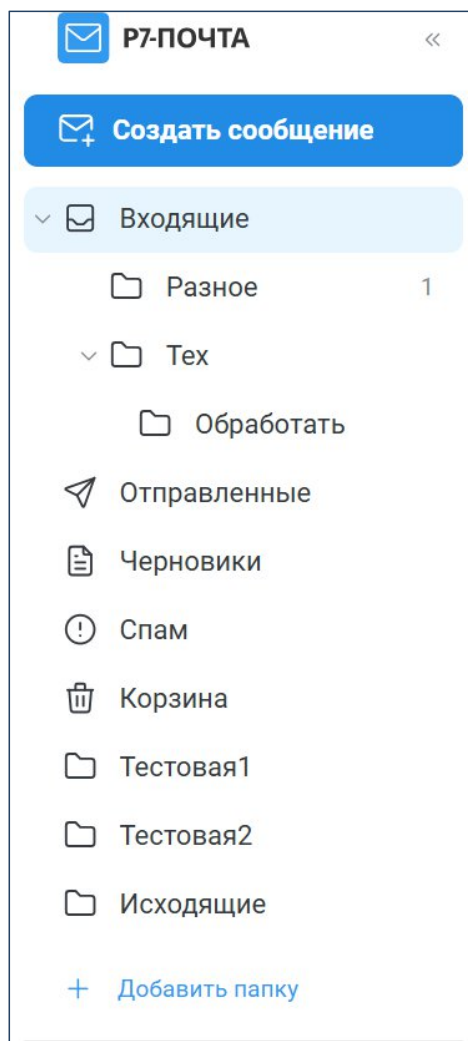 Р7-ПОЧТА
Создать сообщение
Входящие
Разное 1
Тех
Обработать
Отправленные
Черновики
Спам
Корзина
Тестовая1
Тестовая2
Исходящие
Добавить папку